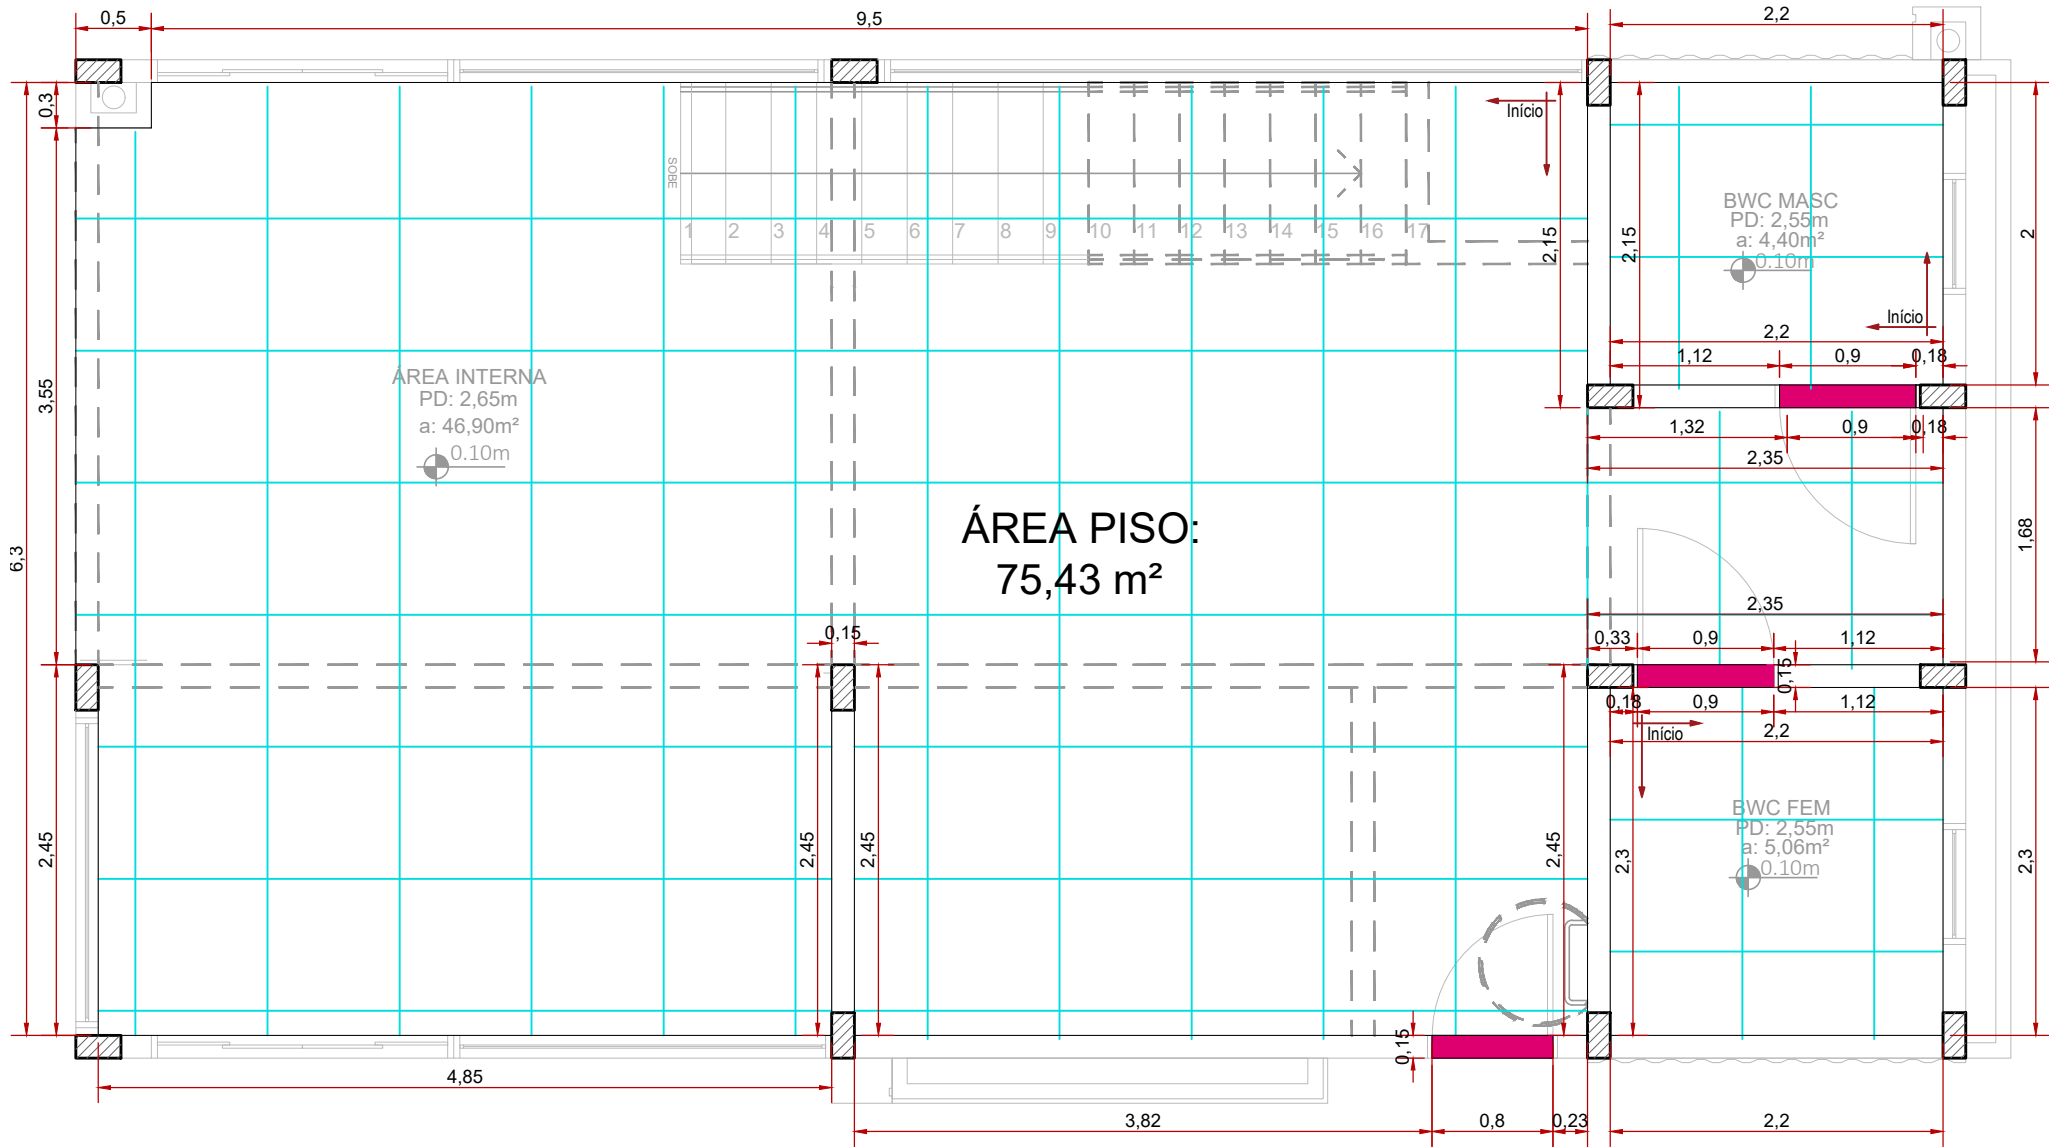 0,5
9,5
2,2
0,3
Início
SOBE
BWC MASC
PD: 2,55m
a: 4,40m²
0.10m
1 2 3 4 5 6 7 8 9 10 11 12 13 14 15 16 17
2,15
2,15
2
Início
2,2
1,12
0,9
0,18
3,55
ÁREA INTERNA
PD: 2,65m
a: 46,90m²
0.10m
1,32
0,9
0,18
2,35
6,3
ÁREA PISO:
75,43 m²
1,68
2,35
0,15
0,33
0,9
1,12
0,15
0,18
0,9
1,12
Início
2,2
BWC FEM
PD: 2,55m
a: 5,06m²
0.10m
2,45
2,45
2,45
2,45
2,3
2,3
0,15
4,85
3,82
0,8
0,23
2,2